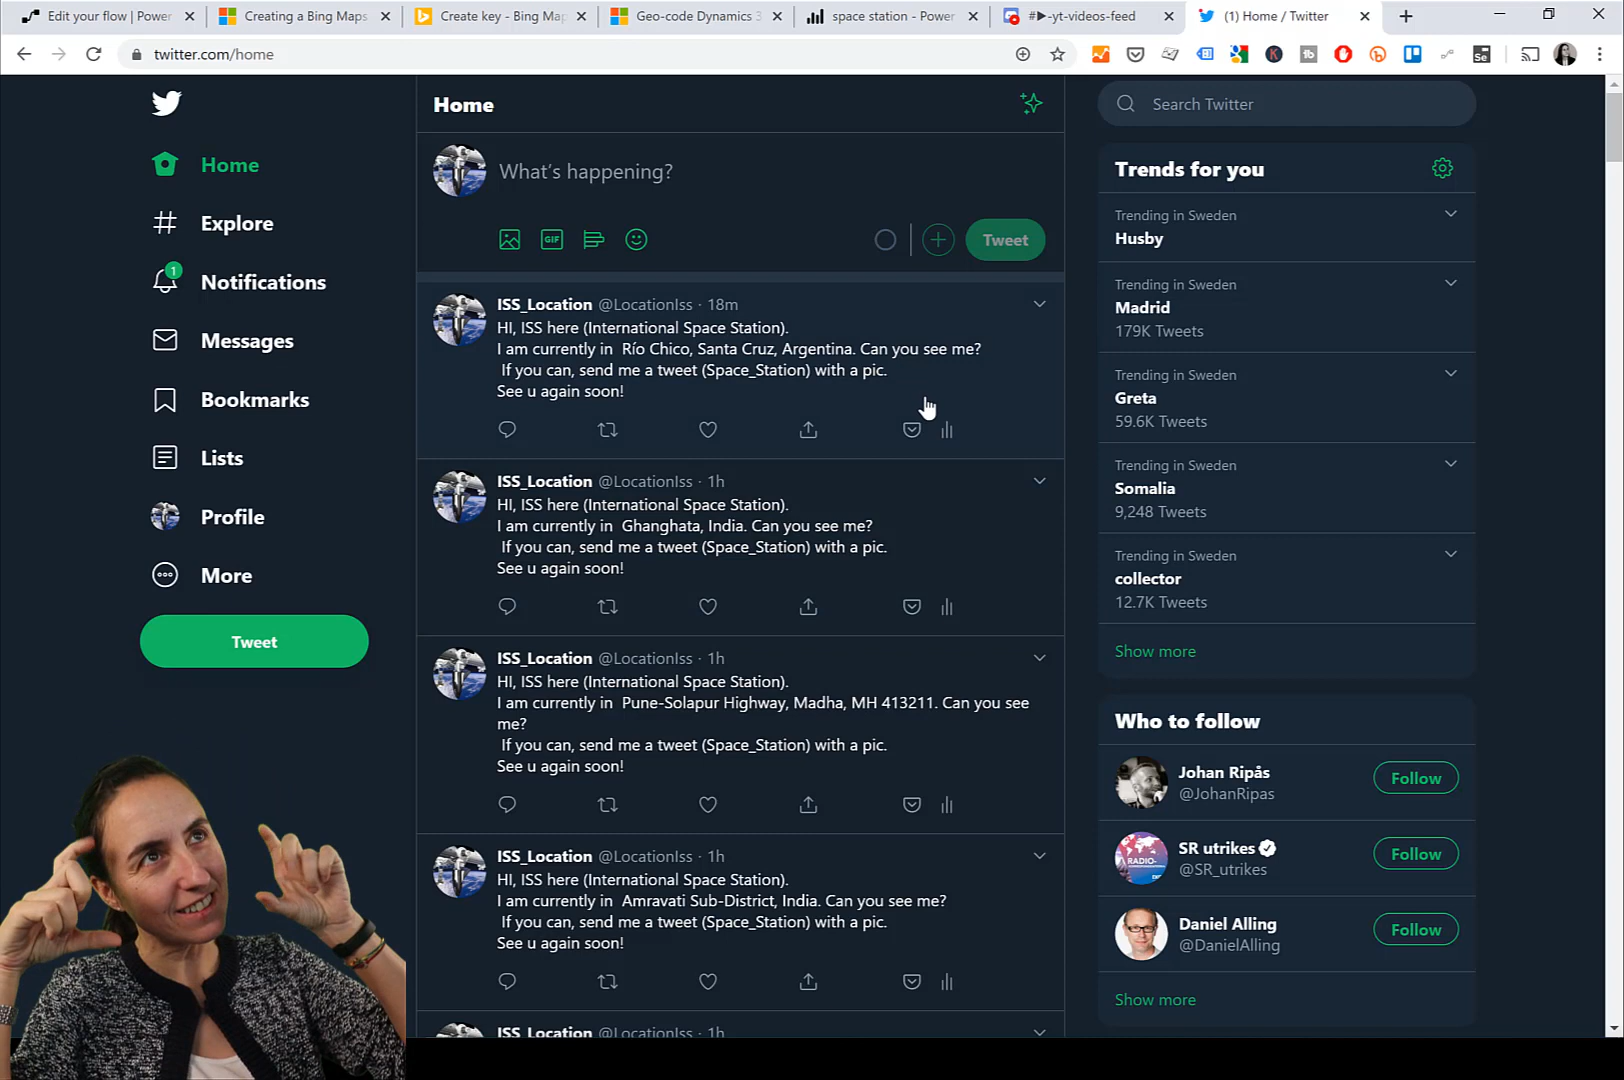 Edit your flow | Power
Creating a Bing Maps
Create key - Bing Map
Geo-code Dynamics 3
space station - Power
#▶-yt-videos-feed
(1) Home / Twitter
twitter.com/home
Home
Explore
1
Notifications
Messages
Bookmarks
Lists
Profile
More
Tweet
Home
What's happening?
GIF
Tweet
ISS_Location @LocationIss · 18m
HI, ISS here (International Space Station).
I am currently in Río Chico, Santa Cruz, Argentina. Can you see me?
If you can, send me a tweet (Space_Station) with a pic.
See u again soon!
ISS_Location @LocationIss · 1h
HI, ISS here (International Space Station).
I am currently in Ghanghata, India. Can you see me?
If you can, send me a tweet (Space_Station) with a pic.
See u again soon!
ISS_Location @LocationIss · 1h
HI, ISS here (International Space Station).
I am currently in Pune-Solapur Highway, Madha, MH 413211. Can you see
me?
If you can, send me a tweet (Space_Station) with a pic.
See u again soon!
ISS_Location @LocationIss · 1h
HI, ISS here (International Space Station).
I am currently in Amravati Sub-District, India. Can you see me?
If you can, send me a tweet (Space_Station) with a pic.
See u again soon!
ISS_Location @LocationIss · 1h
Search Twitter
Trends for you
Trending in Sweden
Husby
Trending in Sweden
Madrid
179K Tweets
Trending in Sweden
Greta
59.6K Tweets
Trending in Sweden
Somalia
9,248 Tweets
Trending in Sweden
collector
12.7K Tweets
Show more
Who to follow
Johan Ripås
@JohanRipas
Follow
RADIO
SR utrikes
@SR_utrikes
Follow
Daniel Alling
@DanielAlling
Follow
Show more